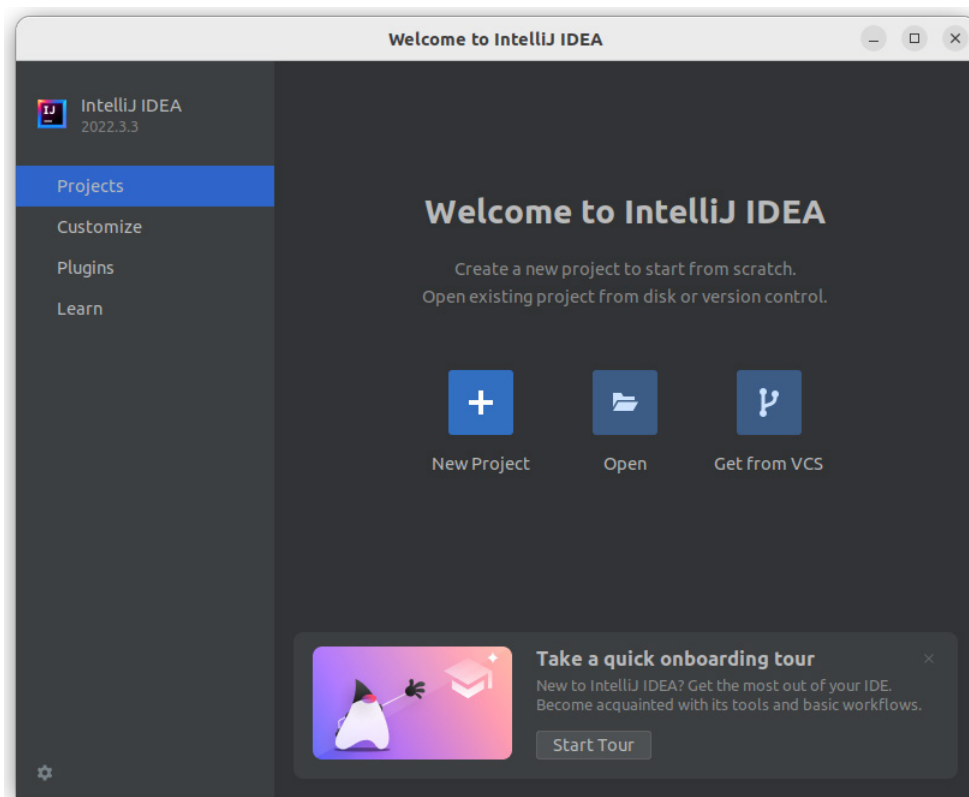 Welcome to IntelliJ IDEA
IJ
IntelliJ IDEA
2022.3.3
Projects
Customize
Plugins
Learn
Welcome to IntelliJ IDEA
Create a new project to start from scratch.
Open existing project from disk or version control.
New Project
Open
Get from VCS
Take a quick onboarding tour
New to IntelliJ IDEA? Get the most out of your IDE.
Become acquainted with its tools and basic workflows.
Start Tour